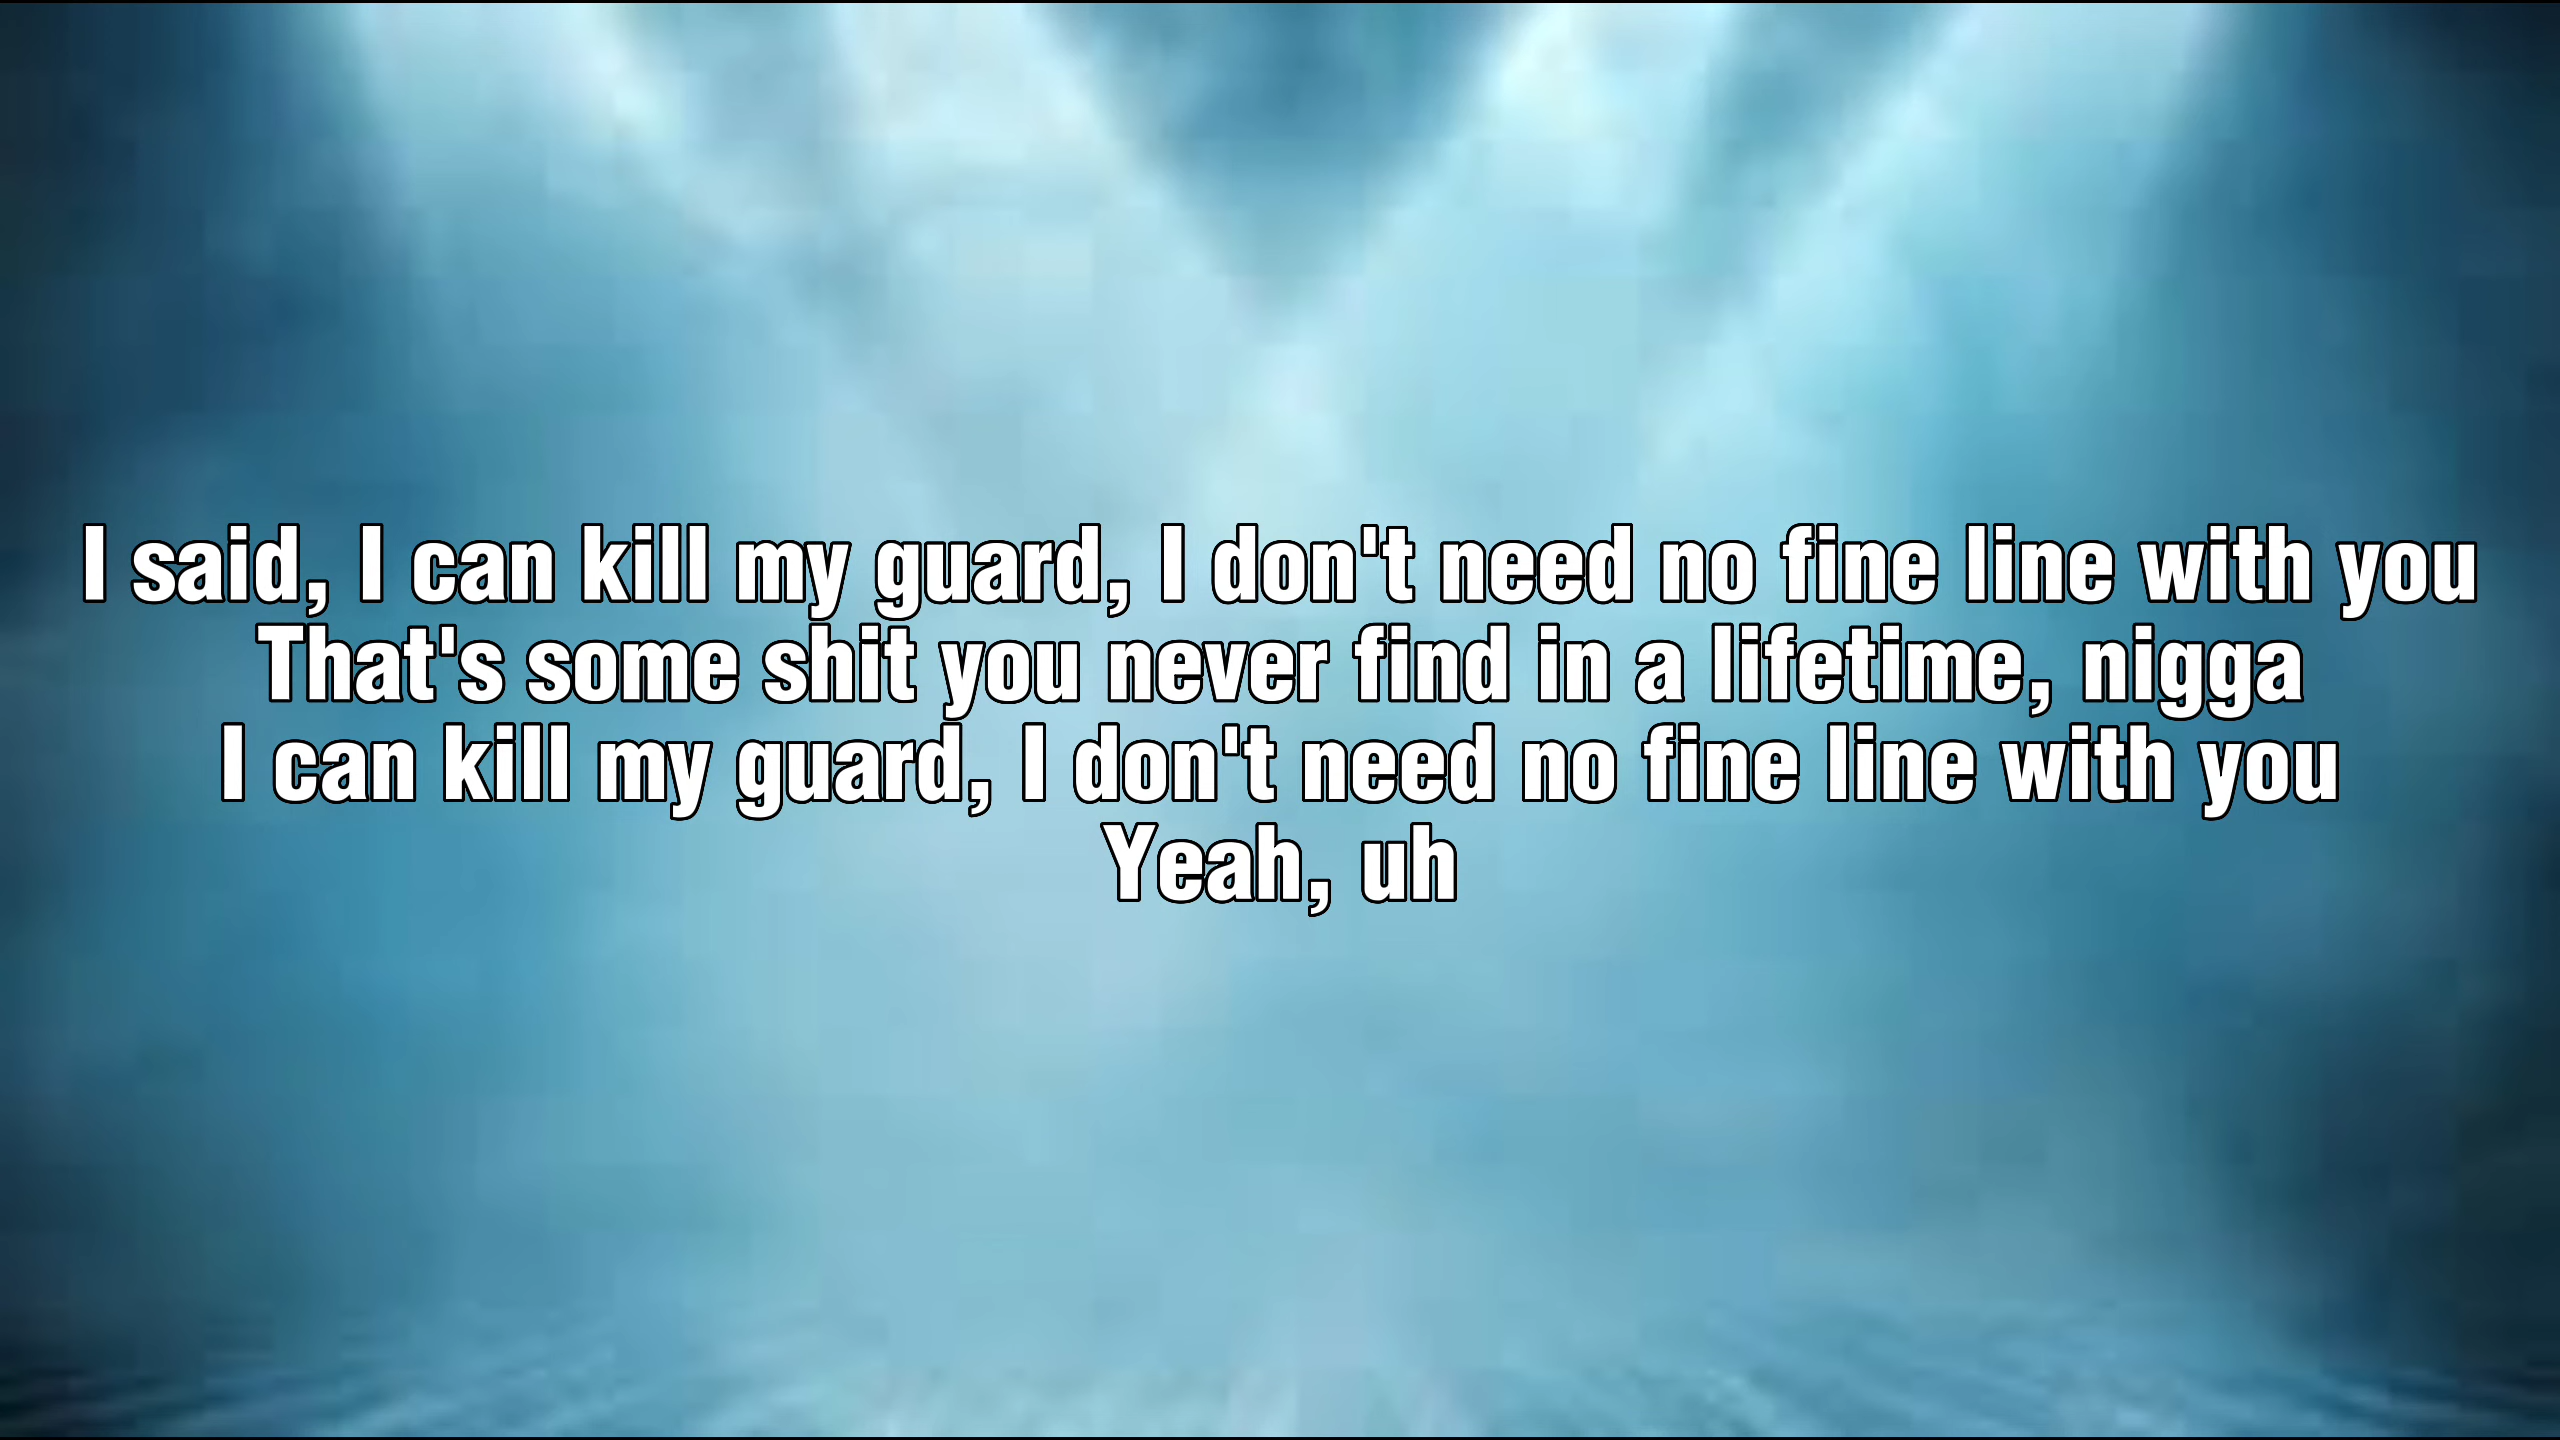 I said, I can kill my guard, I don't need no fine line with you
That's some shit you never find in a lifetime, nigga
I can kill my guard, I don't need no fine line with you
Yeah, uh